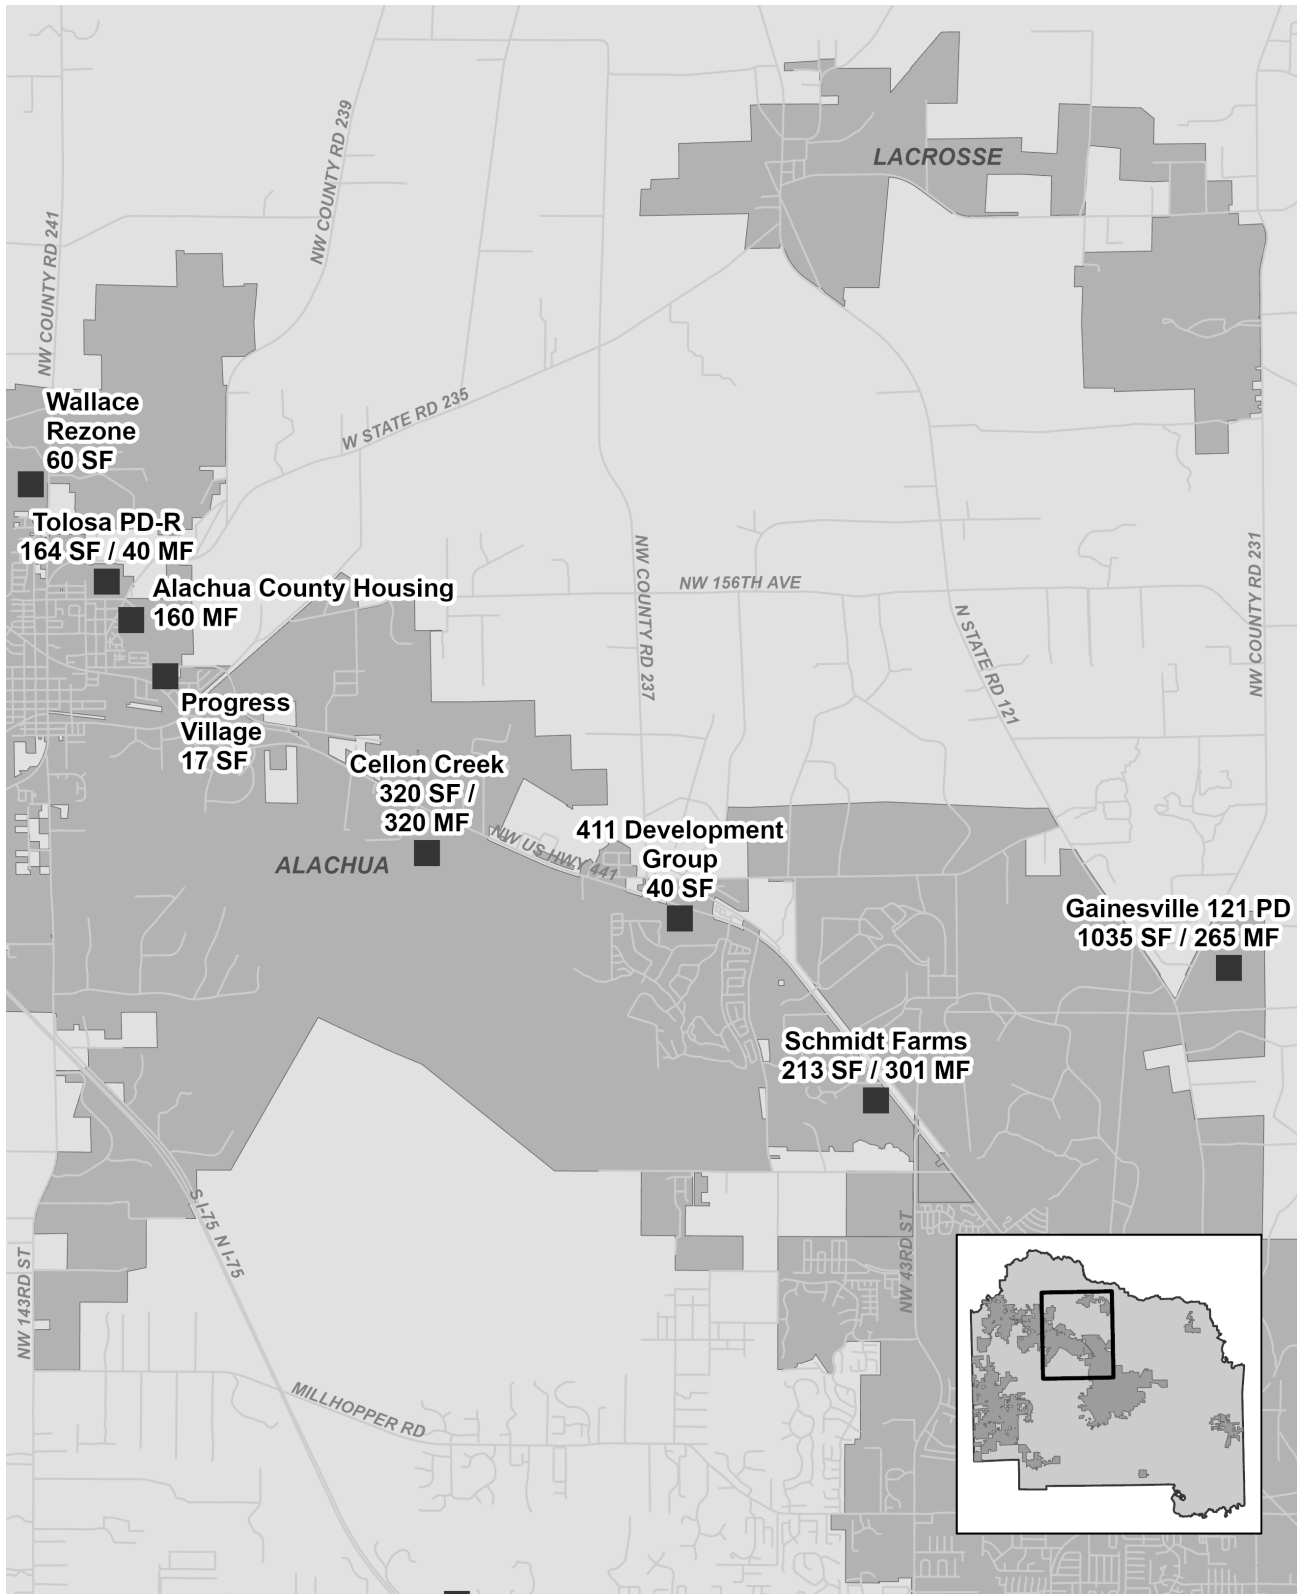 LACROSSE
NW COUNTY RD 239
NW COUNTY RD 241
Wallace
Rezone
60 SF
W STATE RD 235
Tolosa PD-R
164 SF / 40 MF
Alachua County Housing
160 MF
NW COUNTY RD 237
NW 156TH AVE
N STATE RD 121
NW COUNTY RD 231
Progress
Village
17 SF
Cellon Creek
320 SF /
320 MF
ALACHUA
NW US HWY 441
411 Development
Group
40 SF
Gainesville 121 PD
1035 SF / 265 MF
Schmidt Farms
213 SF / 301 MF
S I-75
N I-75
NW 143RD ST
NW 43RD ST
MILLHOPPER RD